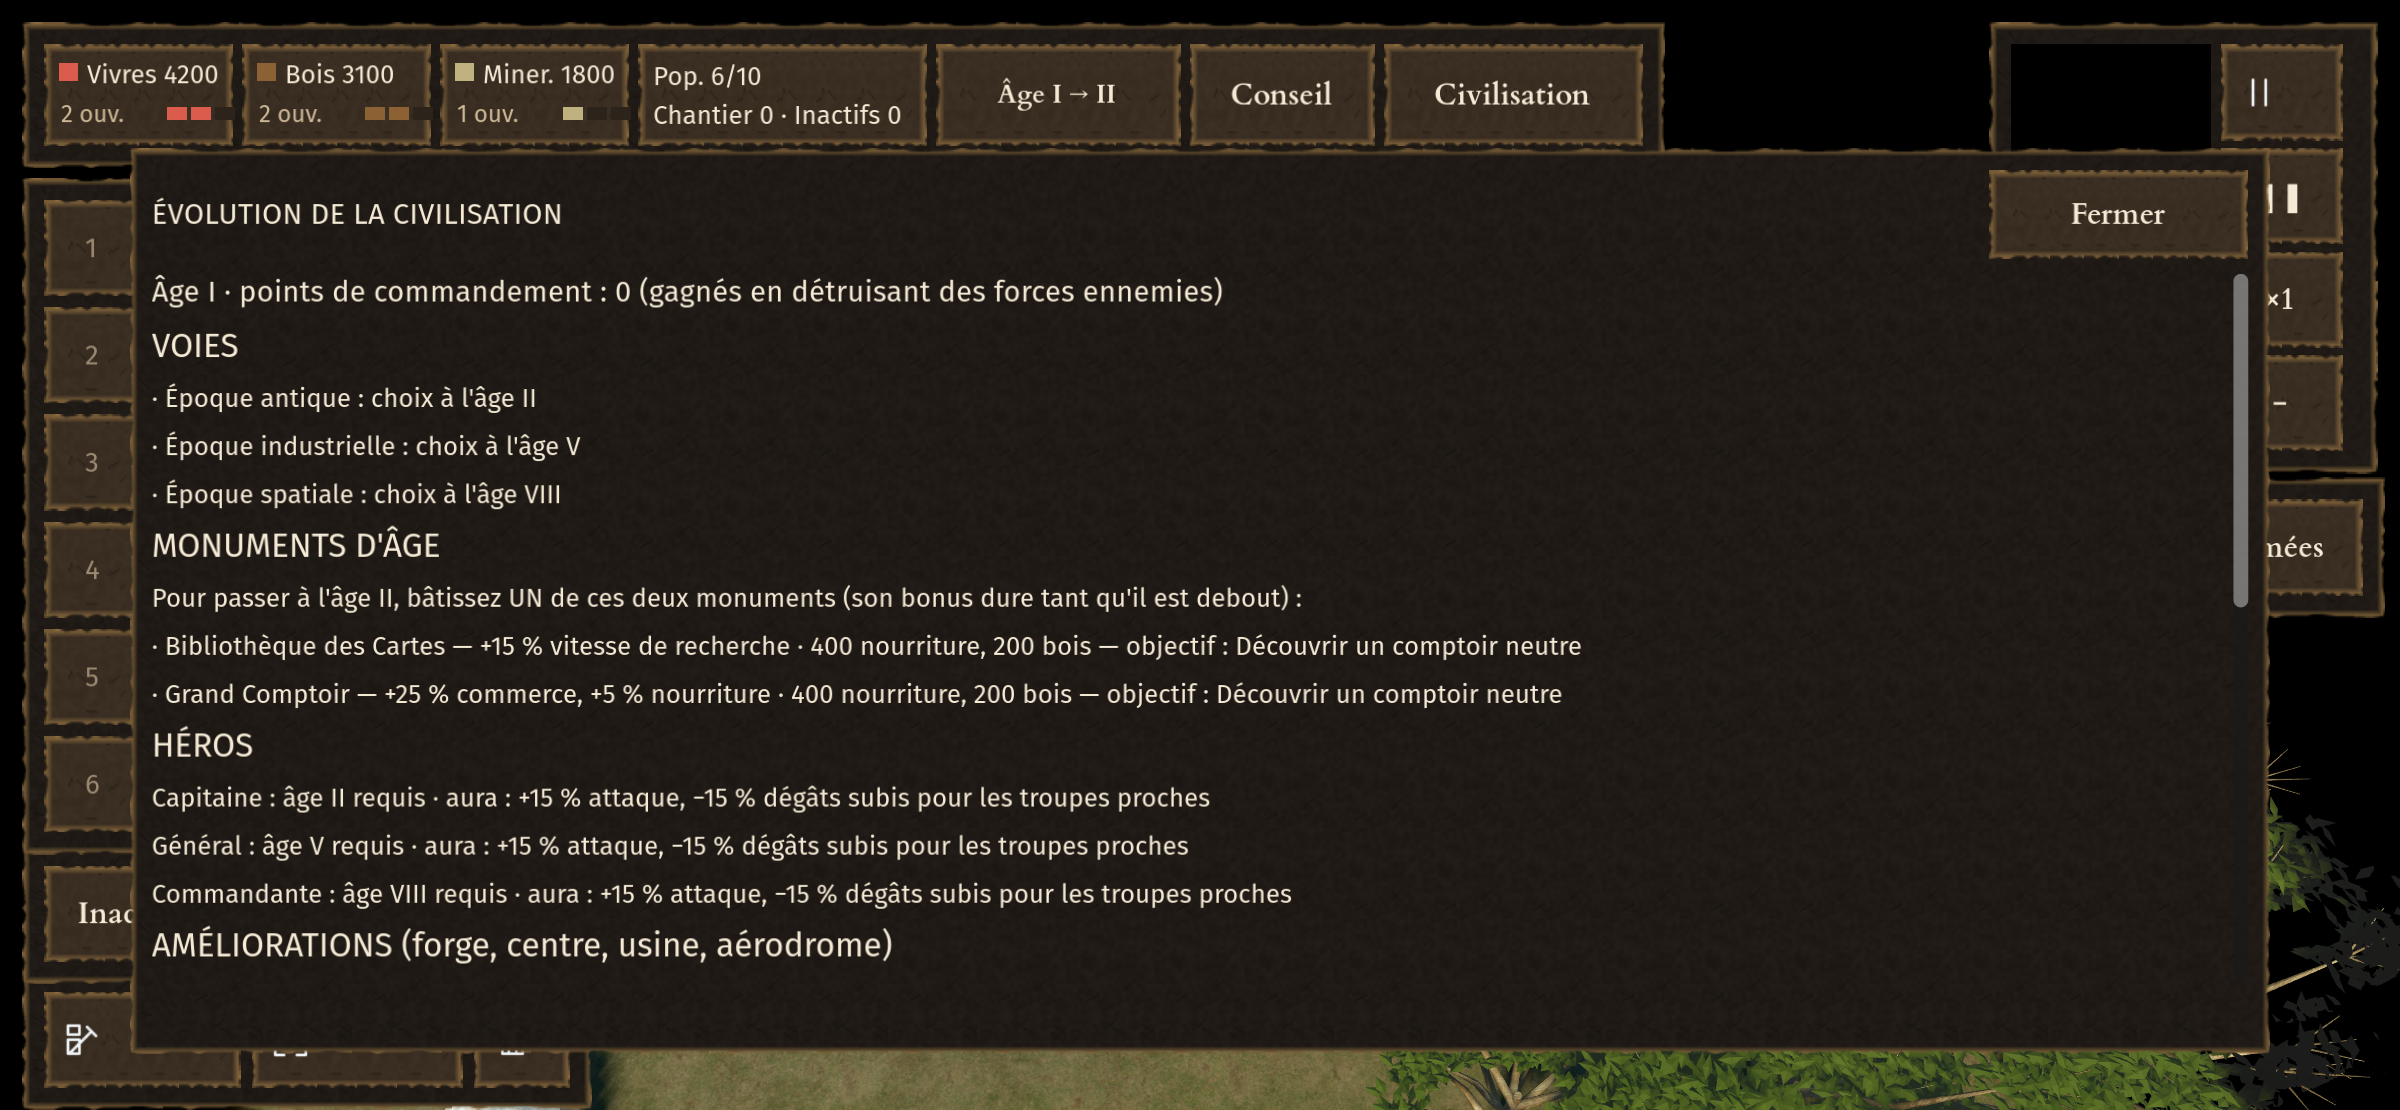 Vivres 4200
2 ouv.
Bois 3100
2 ouv.
Miner. 1800
1 ouv.
Pop. 6/10
Chantier 0 · Inactifs 0
Âge I → II
Conseil
Civilisation
ÉVOLUTION DE LA CIVILISATION
Fermer
Âge I · points de commandement : 0 (gagnés en détruisant des forces ennemies)
VOIES
· Époque antique : choix à l'âge II
· Époque industrielle : choix à l'âge V
· Époque spatiale : choix à l'âge VIII
MONUMENTS D'ÂGE
Pour passer à l'âge II, bâtissez UN de ces deux monuments (son bonus dure tant qu'il est debout) :
· Bibliothèque des Cartes — +15 % vitesse de recherche · 400 nourriture, 200 bois — objectif : Découvrir un comptoir neutre
· Grand Comptoir — +25 % commerce, +5 % nourriture · 400 nourriture, 200 bois — objectif : Découvrir un comptoir neutre
HÉROS
Capitaine : âge II requis · aura : +15 % attaque, −15 % dégâts subis pour les troupes proches
Général : âge V requis · aura : +15 % attaque, −15 % dégâts subis pour les troupes proches
Commandante : âge VIII requis · aura : +15 % attaque, −15 % dégâts subis pour les troupes proches
AMÉLIORATIONS (forge, centre, usine, aérodrome)
1
2
3
4
5
6
×1
−